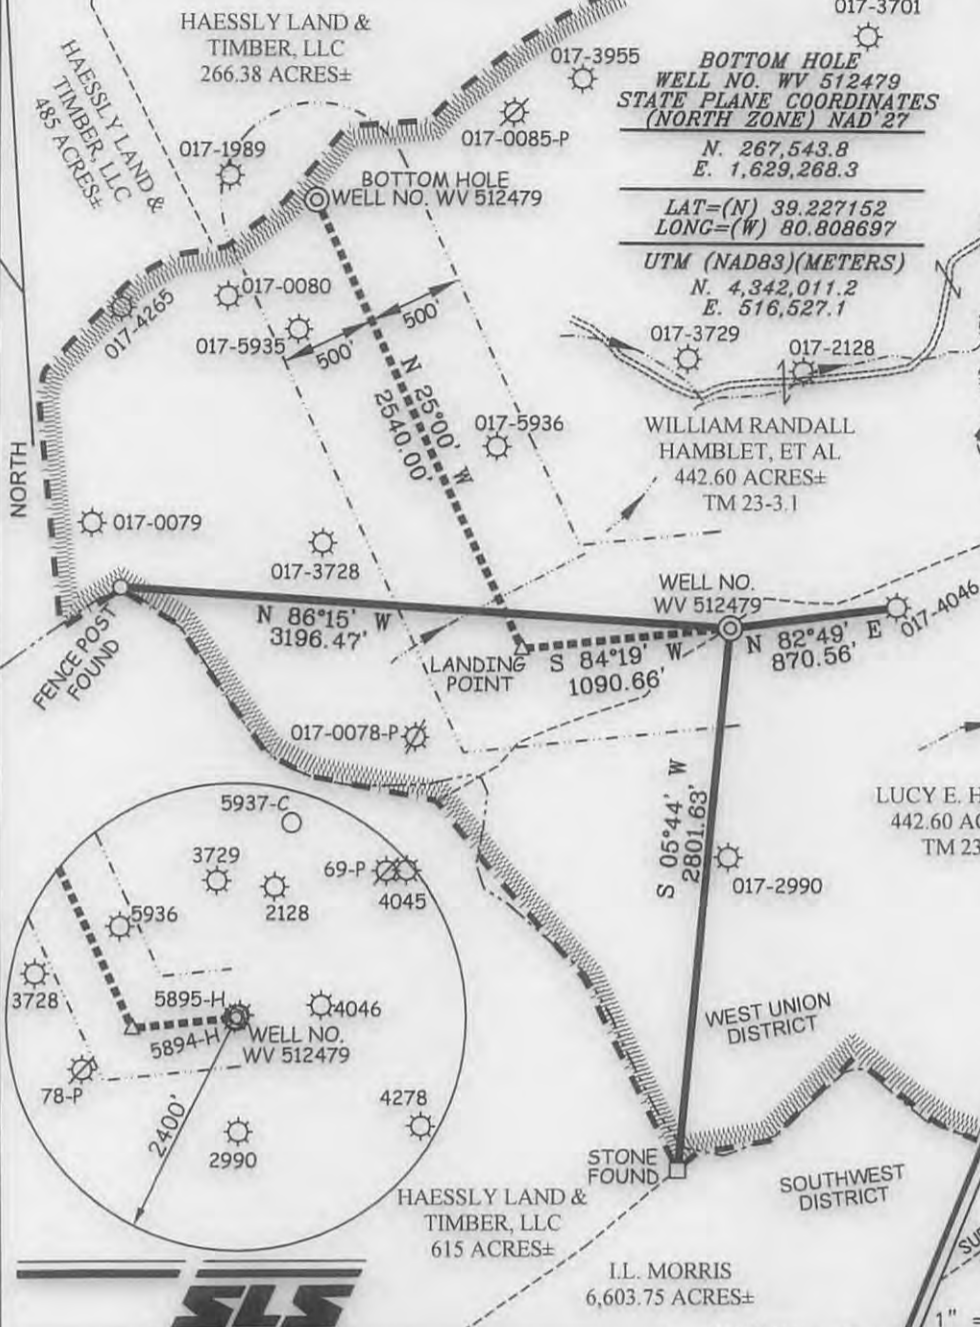 HAESSLY LAND &
TIMBER, LLC
266.38 ACRES±
HAESSLY LAND &
TIMBER, LLC
485 ACRES±
017-3701
017-3955
017-0085-P
017-1989
BOTTOM HOLE
WELL NO. WV 512479
STATE PLANE COORDINATES
(NORTH ZONE) NAD'27
N. 267,543.8
E. 1,629,268.3
LAT=(N) 39.227152
LONG=(W) 80.808697
UTM (NAD83)(METERS)
N. 4,342,011.2
E. 516,527.1
BOTTOM HOLE
WELL NO. WV 512479
017-0080
017-4265
017-5935
500'
500'
017-3729
017-2128
N 25°00' W
2540.00'
017-5936
WILLIAM RANDALL
HAMBLET, ET AL
442.60 ACRES±
TM 23-3.1
NORTH
017-0079
017-3728
WELL NO.
WV 512479
017-4046
N 86°15' W
3196.47'
N 82°49' E
870.56'
FENCE POST
FOUND
LANDING
POINT
S 84°19' W
1090.66'
017-0078-P
S 05°44' W
2801.63'
LUCY E. H
442.60 AC
TM 23
017-2990
5937-C
3729
2128
69-P
4045
5936
3728
5895-H
5894-H
4046
WELL NO.
WV 512479
78-P
4278
2400'
2990
WEST UNION
DISTRICT
STONE
FOUND
SOUTHWEST
DISTRICT
HAESSLY LAND &
TIMBER, LLC
615 ACRES±
I.L. MORRIS
6,603.75 ACRES±
SLS
1"